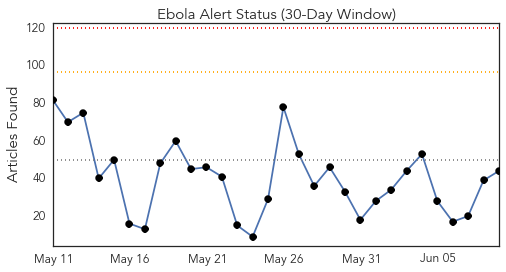 Ebola Alert Status (30-Day Window)
Articles Found
120
100
80
60
40
20
May 11
May 16
May 21
May 26
May 31
Jun 05